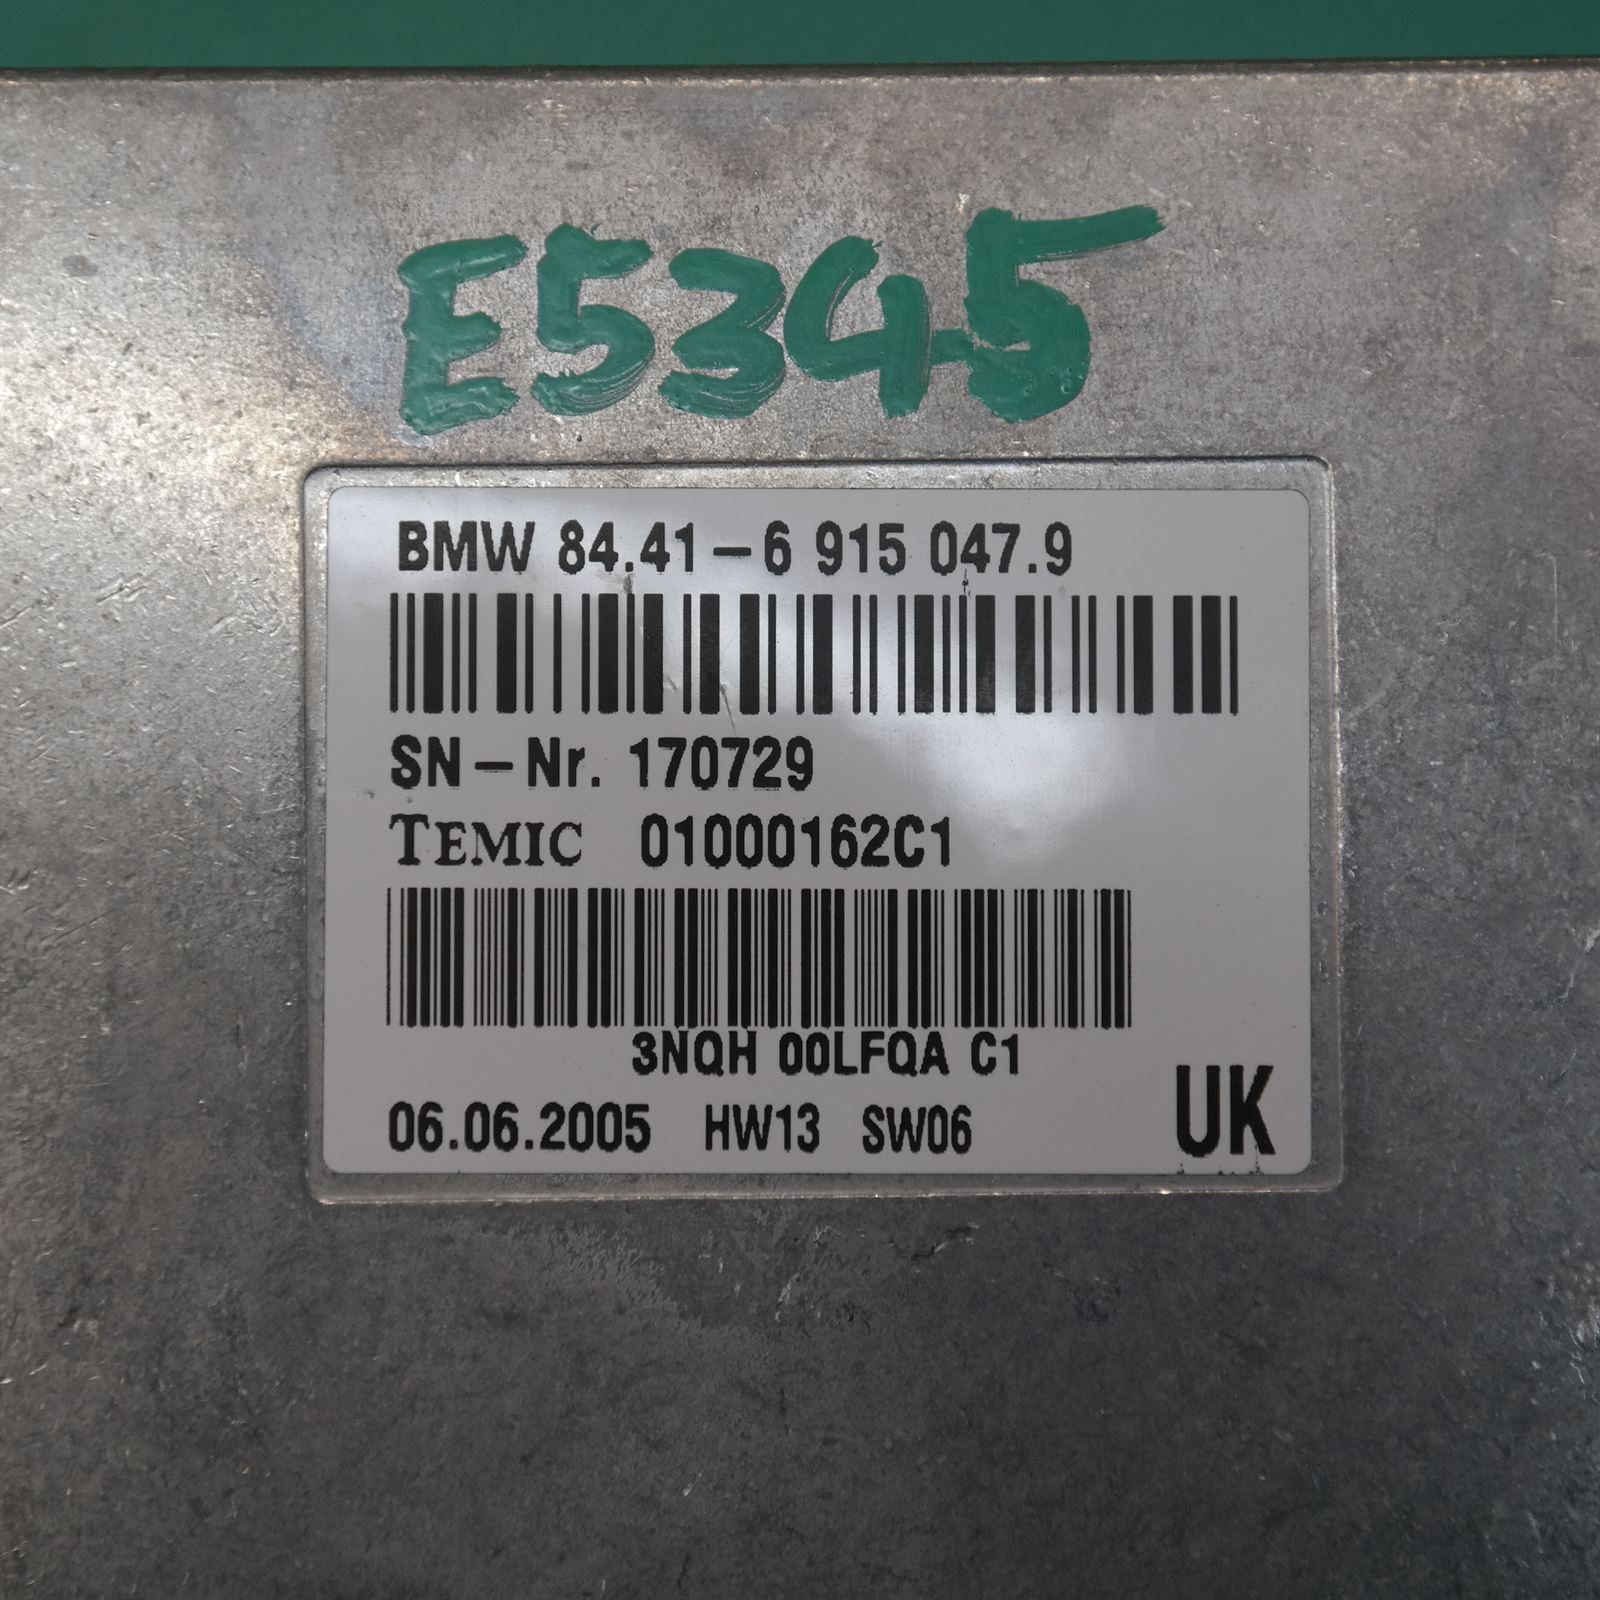 E5345
BMW 84.41-6 915 047.9
SN-Nr. 170729
TEMIC 01000162C1
3NQH 00LFQA C1
06.06.2005 HW13 SW06
UK